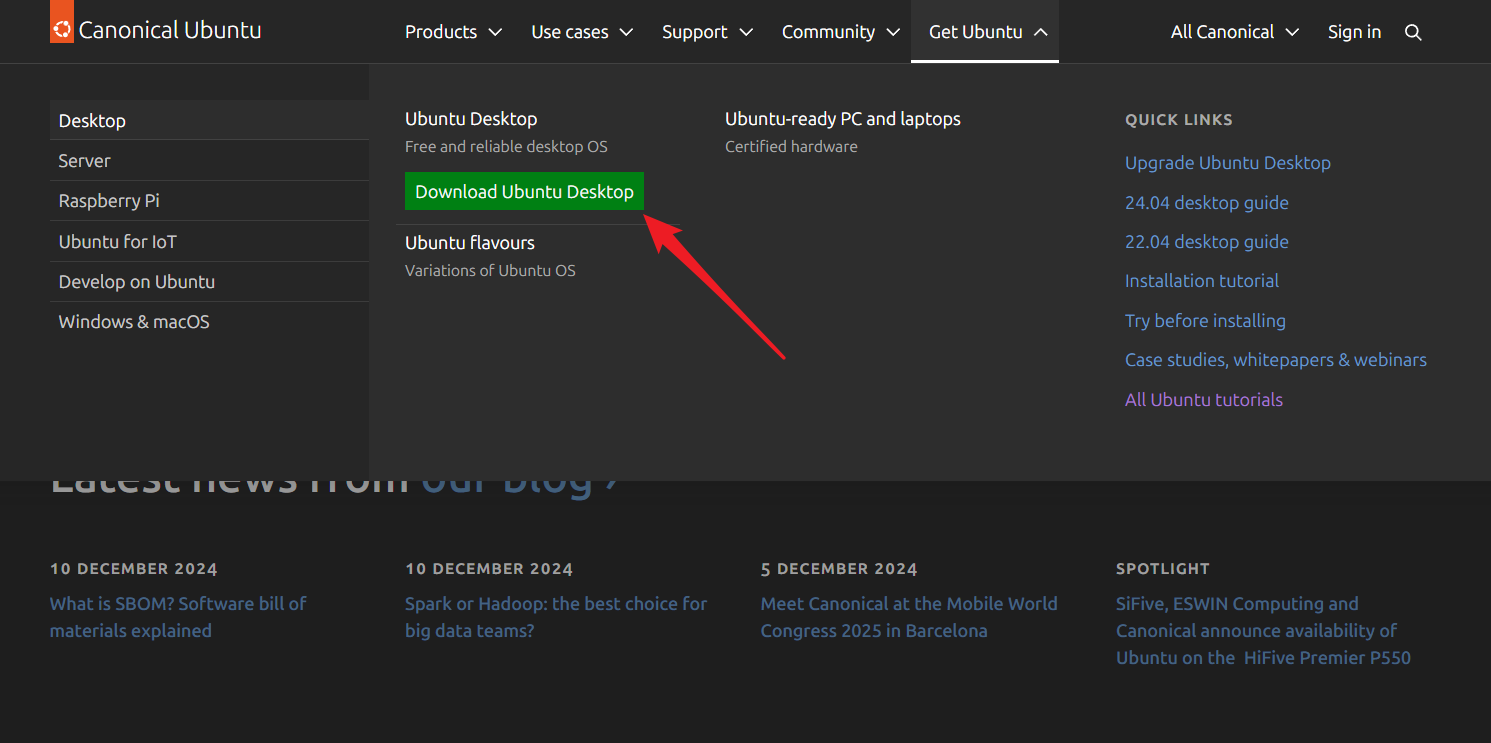 Canonical Ubuntu
Products
Use cases
Support
Community
Get Ubuntu
All Canonical
Sign in
Desktop
Server
Raspberry Pi
Ubuntu for IoT
Develop on Ubuntu
Windows & macOS
Ubuntu Desktop
Free and reliable desktop OS
Download Ubuntu Desktop
Ubuntu flavours
Variations of Ubuntu OS
Ubuntu-ready PC and laptops
Certified hardware
QUICK LINKS
Upgrade Ubuntu Desktop
24.04 desktop guide
22.04 desktop guide
Installation tutorial
Try before installing
Case studies, whitepapers & webinars
All Ubuntu tutorials
Latest news from our blog ›
10 DECEMBER 2024
What is SBOM? Software bill of
materials explained
10 DECEMBER 2024
Spark or Hadoop: the best choice for
big data teams?
5 DECEMBER 2024
Meet Canonical at the Mobile World
Congress 2025 in Barcelona
SPOTLIGHT
SiFive, ESWIN Computing and
Canonical announce availability of
Ubuntu on the HiFive Premier P550